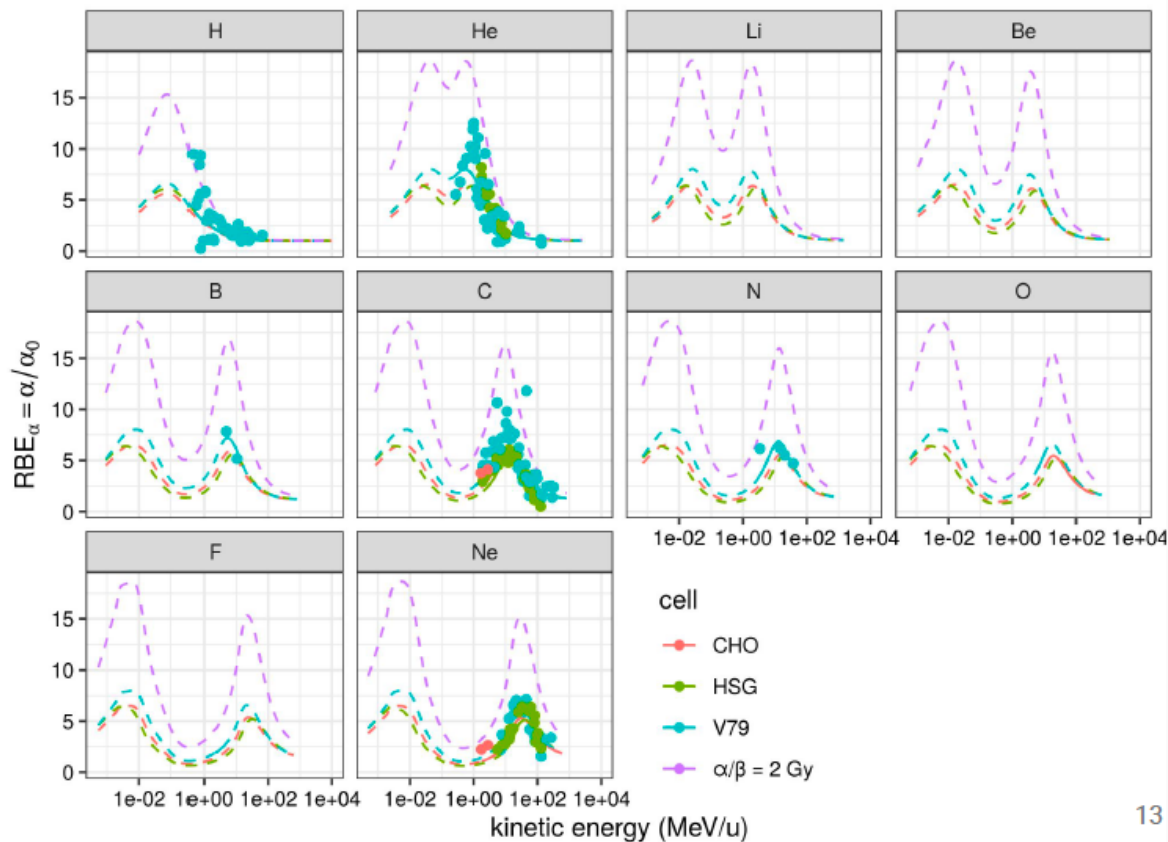 H He Li Be
15
10
5
0
B C N O
15
10
5
0
RBEα = α/α0
1e-02 1e+00 1e+02 1e+04 1e-02 1e+00 1e+02 1e+04
F Ne
15
10
5
0
1e-02 1e+00 1e+02 1e+04 1e-02 1e+00 1e+02 1e+04
kinetic energy (MeV/u)
cell
CHO
HSG
V79
α/β = 2 Gy
13